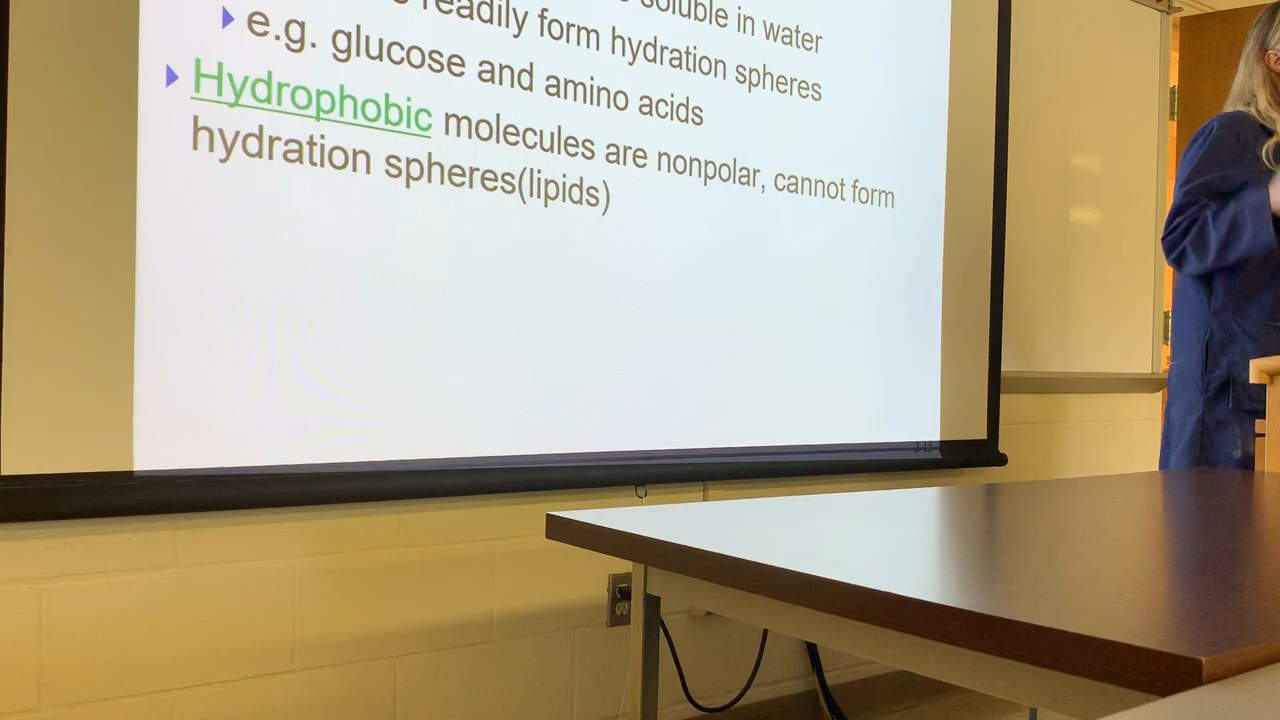 soluble in water
readily form hydration spheres
e.g. glucose and amino acids
Hydrophobic molecules are nonpolar, cannot form
hydration spheres(lipids)